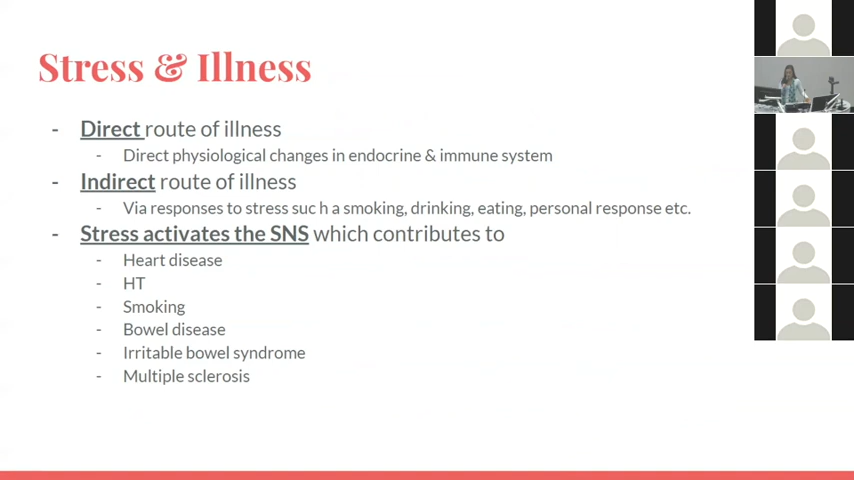 Stress & Illness
- Direct route of illness
- Direct physiological changes in endocrine & immune system
- Indirect route of illness
- Via responses to stress suc h a smoking, drinking, eating, personal response etc.
- Stress activates the SNS which contributes to
- Heart disease
- HT
- Smoking
- Bowel disease
- Irritable bowel syndrome
- Multiple sclerosis